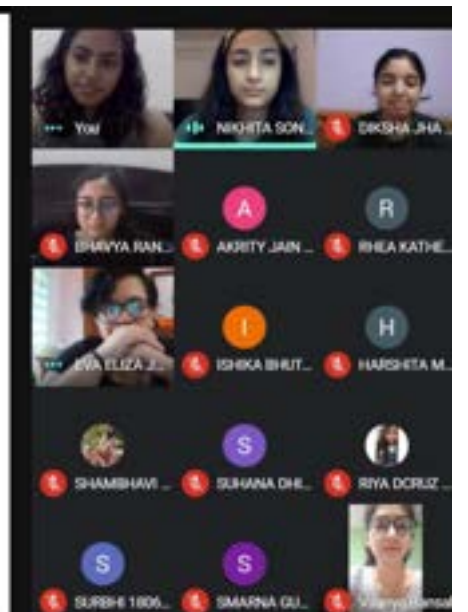 You NIKHITA SON... DIKSHA JHA ...
BHAVYA RAN... A AKRITY JAIN ... R RHEA KATHE...
EVA ELIZA J... I ISHIKA BHUT... H HARSHITA M...
SHAMBHAVI ... S SUHANA DHI... RIYA DCRUZ ...
S SURBHI 1806... S SMARNA GU... Bansal